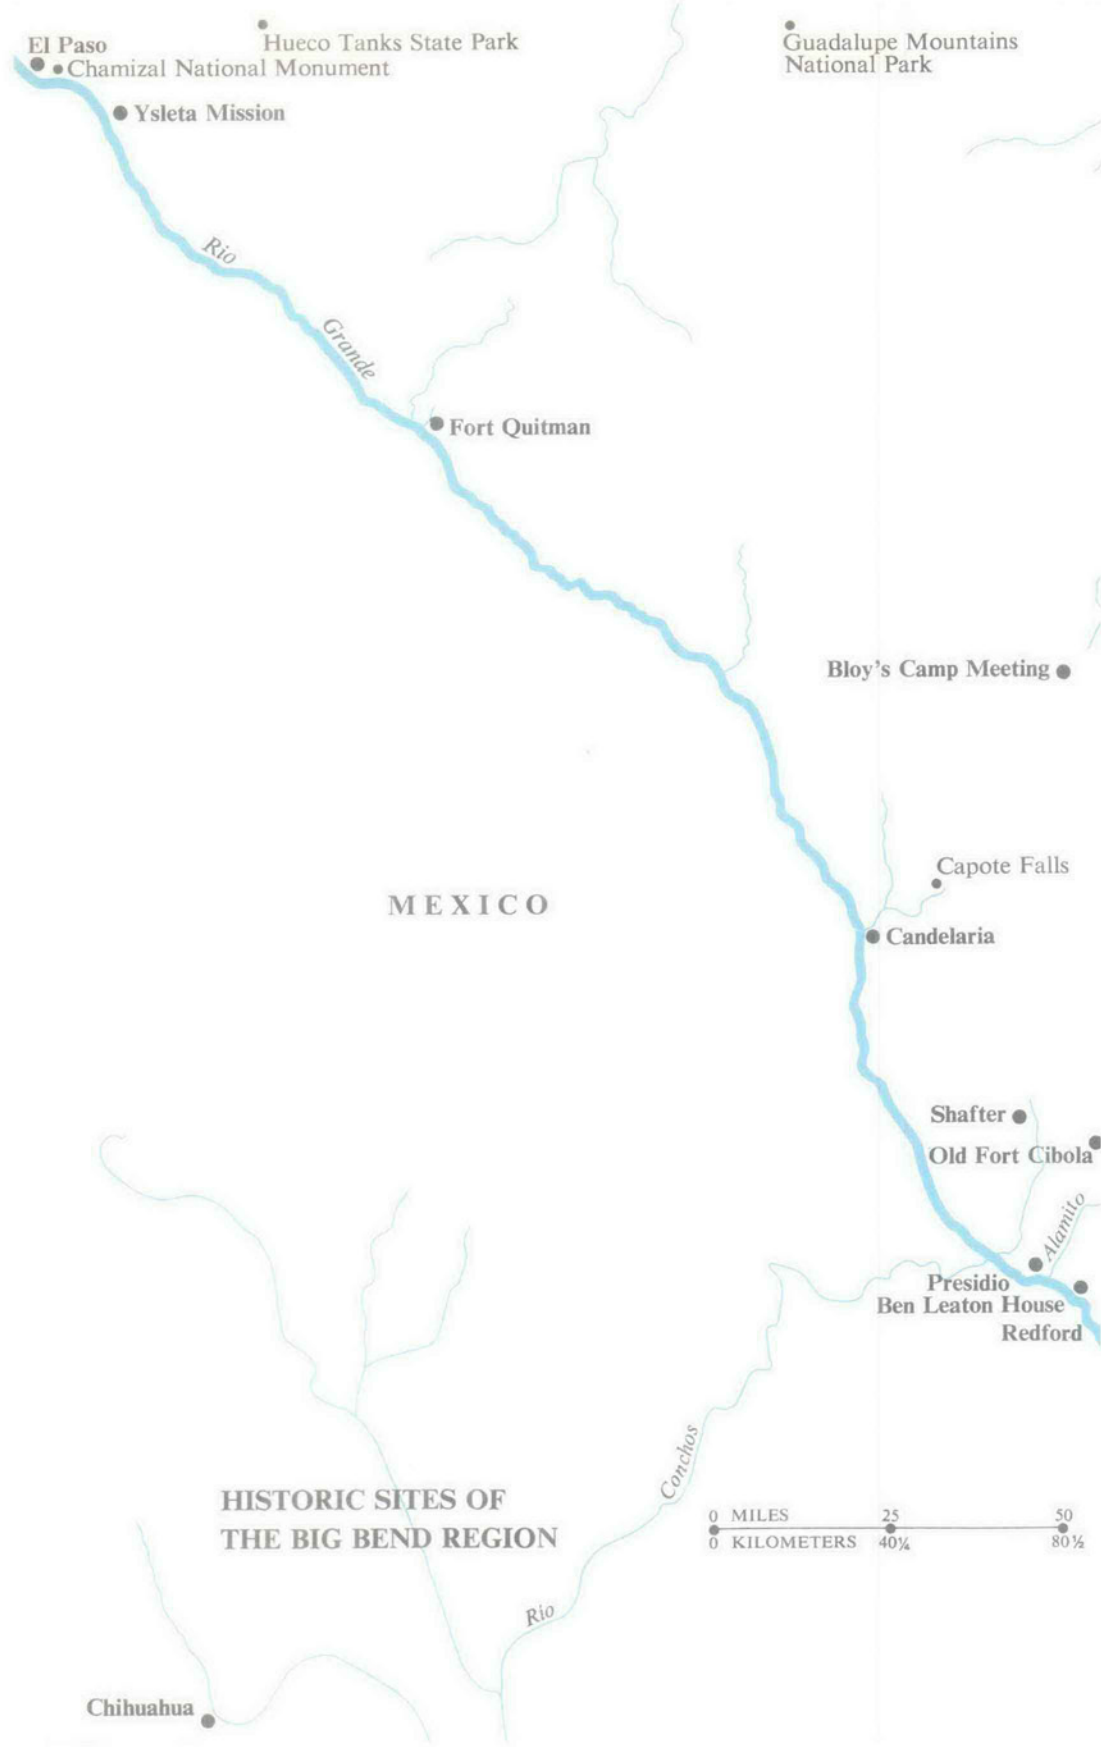 El Paso
Hueco Tanks State Park
Guadalupe Mountains
National Park
Chamizal National Monument
Ysleta Mission
Rio
Grande
Fort Quitman
Bloy's Camp Meeting
Capote Falls
MEXICO
Candelaria
Shafter
Old Fort Cibola
Alamito
Presidio
Ben Leaton House
Redford
Conchos
HISTORIC SITES OF
THE BIG BEND REGION
0 MILES 25 50
0 KILOMETERS 40¼ 80½
Rio
Chihuahua